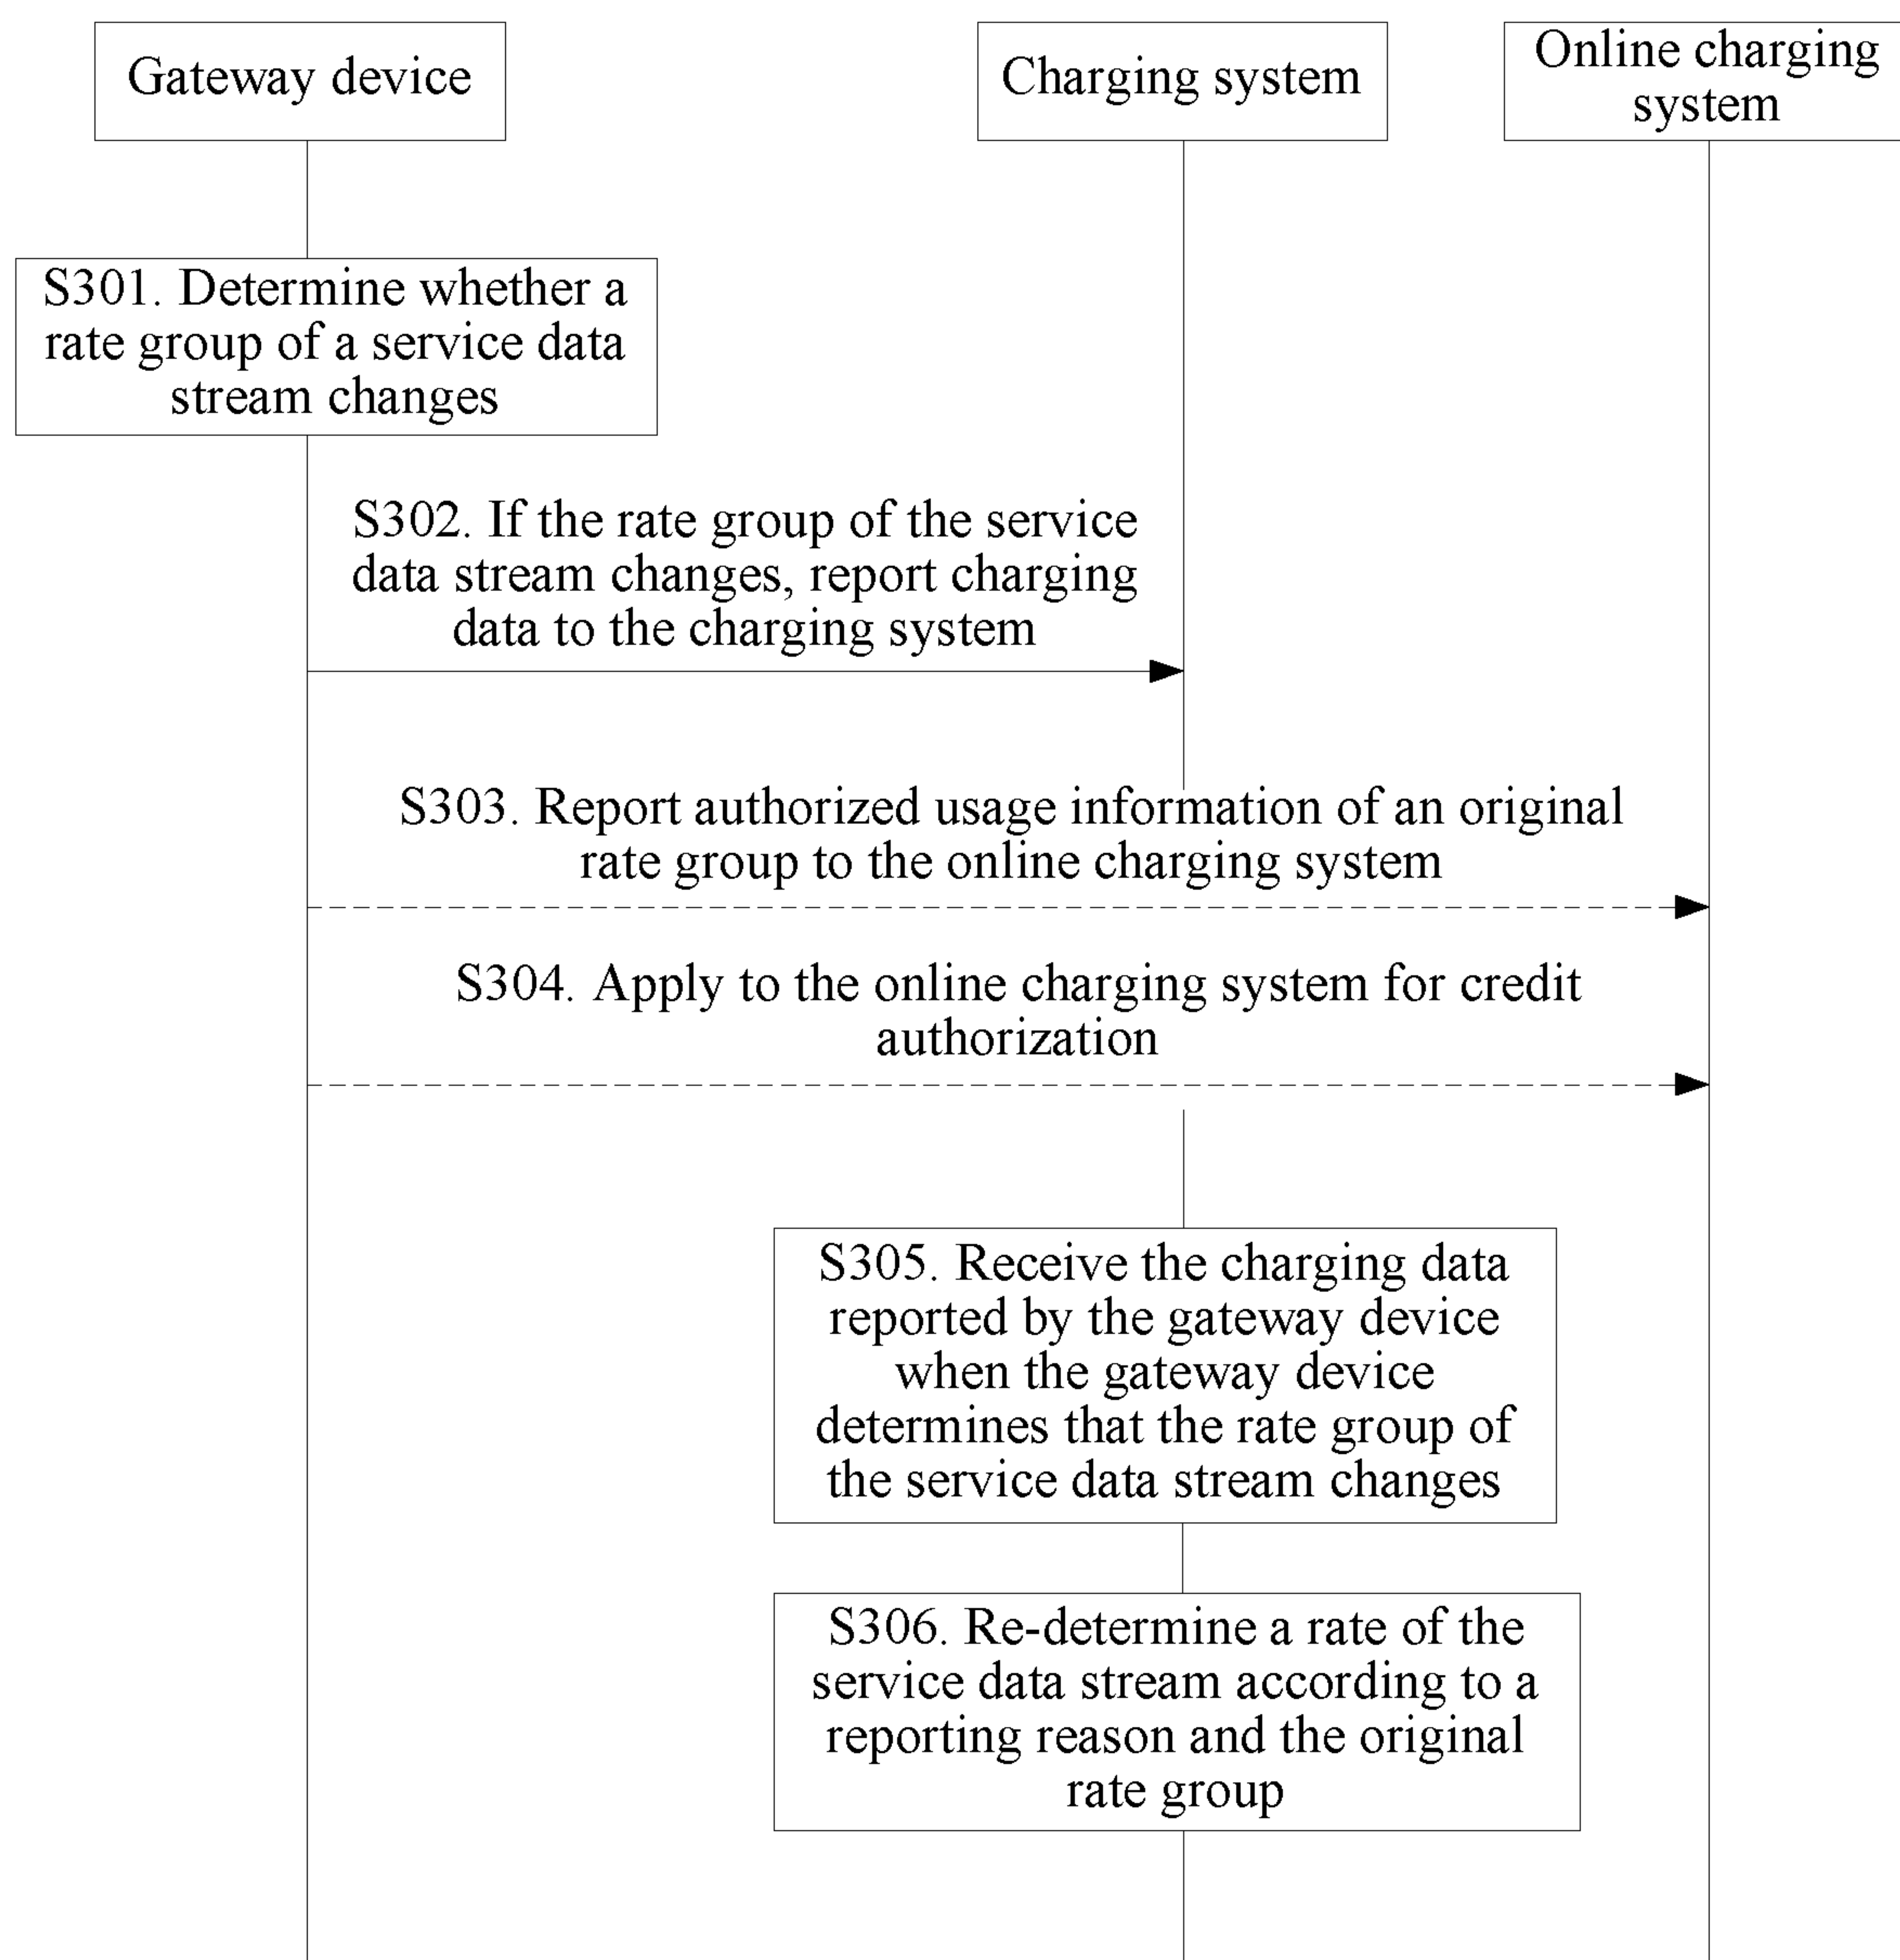 Gateway device
Charging system
Online charging
system
S301. Determine whether a
rate group of a service data
stream changes
S302. If the rate group of the service
data stream changes, report charging
data to the charging system
S303. Report authorized usage information of an original
rate group to the online charging system
S304. Apply to the online charging system for credit
authorization
S305. Receive the charging data
reported by the gateway device
when the gateway device
determines that the rate group of
the service data stream changes
S306. Re-determine a rate of the
service data stream according to a
reporting reason and the original
rate group